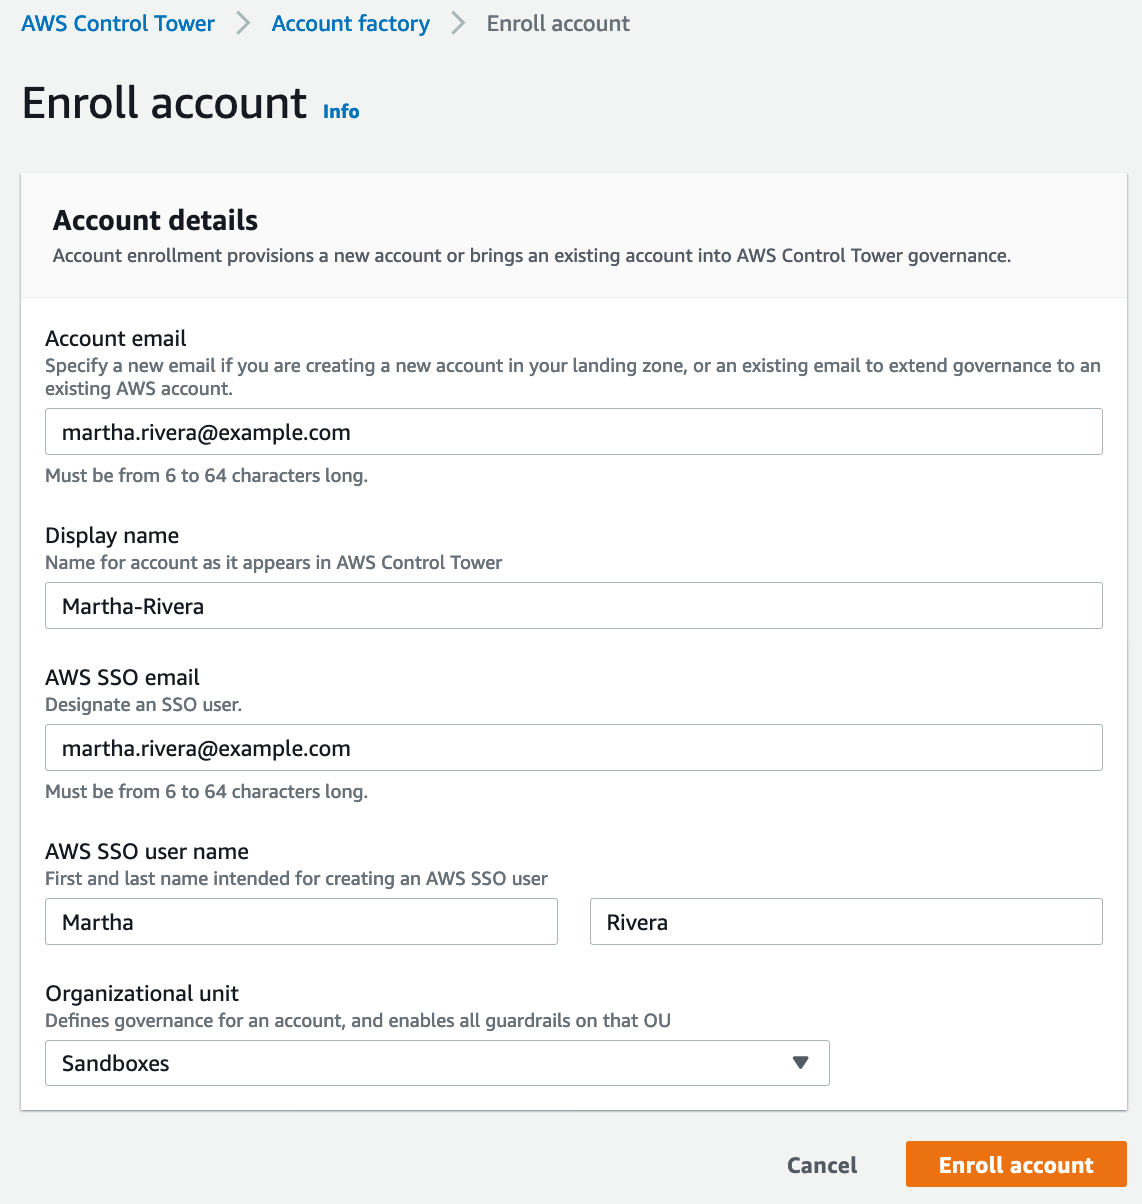 AWS Control Tower > Account factory > Enroll account
Enroll account Info
Account details
Account enrollment provisions a new account or brings an existing account into AWS Control Tower governance.
Account email
Specify a new email if you are creating a new account in your landing zone, or an existing email to extend governance to an
existing AWS account.
martha.rivera@example.com
Must be from 6 to 64 characters long.
Display name
Name for account as it appears in AWS Control Tower
Martha-Rivera
AWS SSO email
Designate an SSO user.
martha.rivera@example.com
Must be from 6 to 64 characters long.
AWS SSO user name
First and last name intended for creating an AWS SSO user
Martha Rivera
Organizational unit
Defines governance for an account, and enables all guardrails on that OU
Sandboxes
Cancel Enroll account